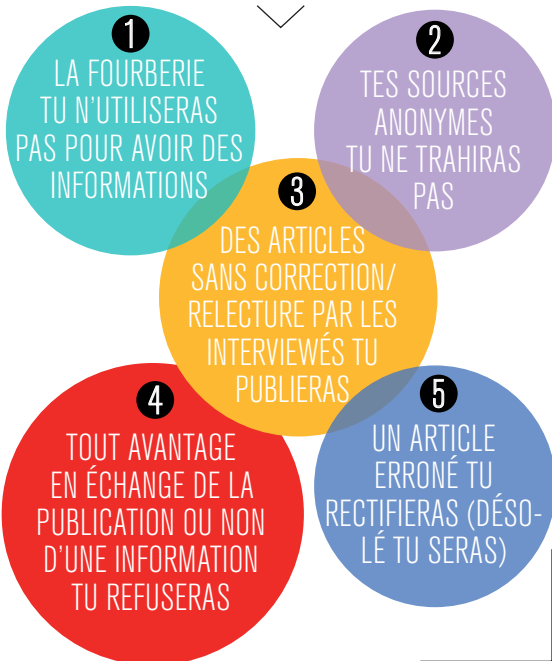 1
LA FOURBERIE
TU N'UTILISERAS
PAS POUR AVOIR DES
INFORMATIONS
2
TES SOURCES
ANONYMES
TU NE TRAHIRAS
PAS
3
DES ARTICLES
SANS CORRECTION/
RELECTURE PAR LES
INTERVIEWÉS TU
PUBLIERAS
4
TOUT AVANTAGE
EN ÉCHANGE DE LA
PUBLICATION OU NON
D'UNE INFORMATION
TU REFUSERAS
5
UN ARTICLE
ERRONÉ TU
RECTIFIERAS (DÉSO-
LÉ TU SERAS)